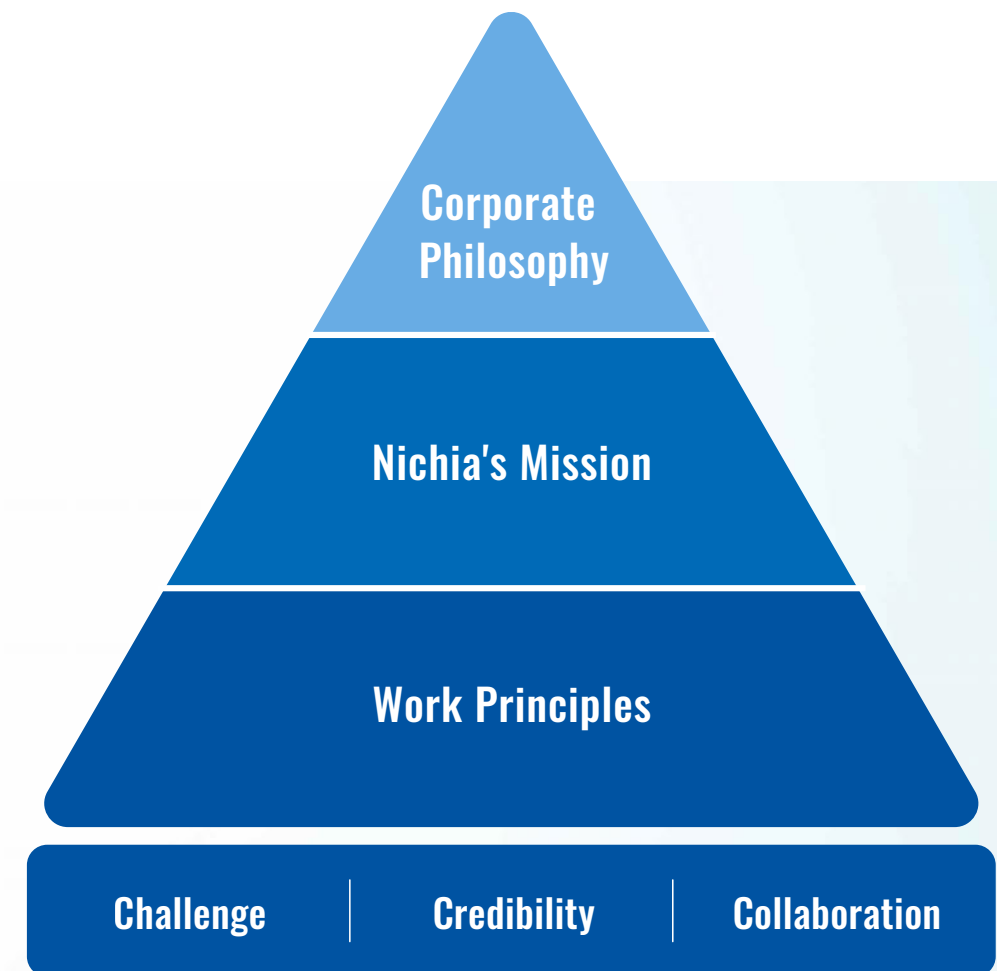 Corporate
Philosophy
Nichia's Mission
Work Principles
Challenge
Credibility
Collaboration